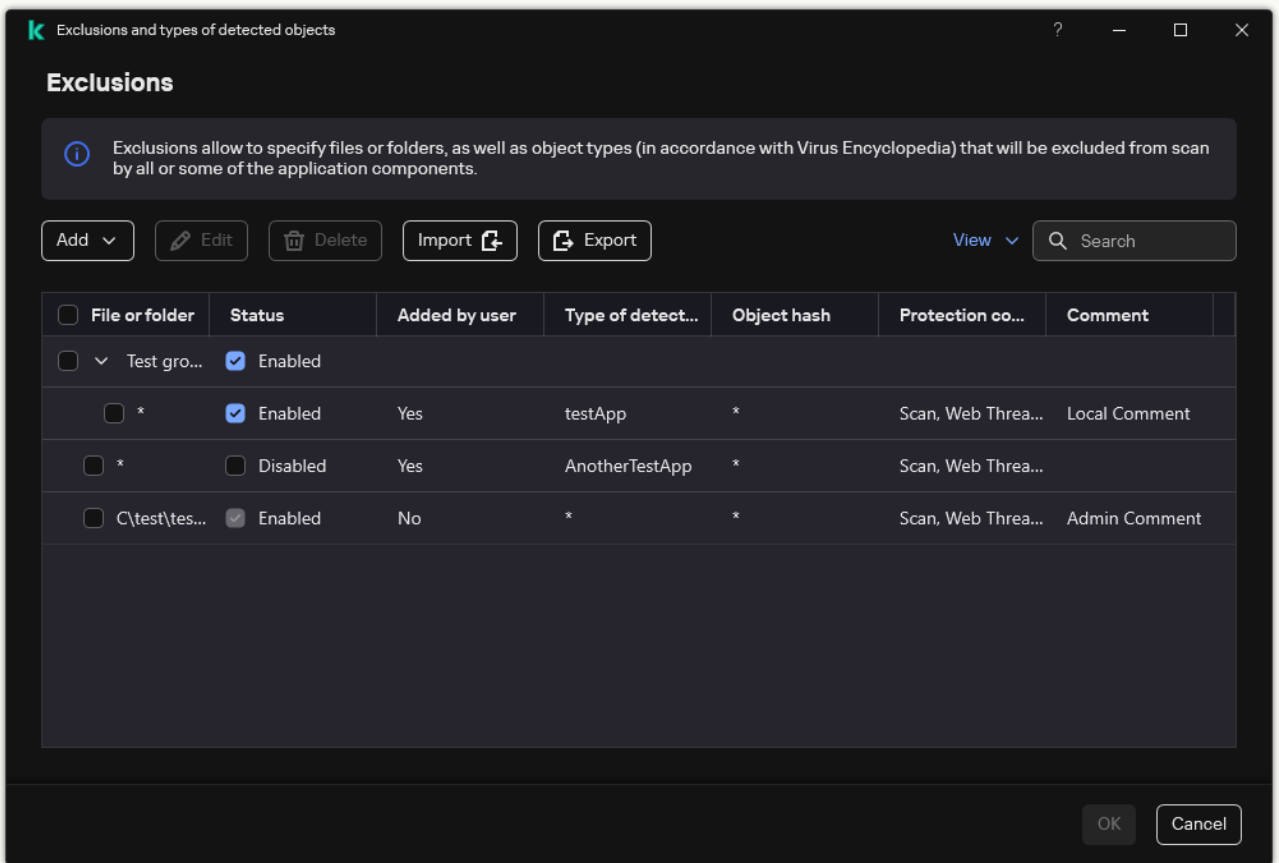 Exclusions and types of detected objects
Exclusions
Exclusions allow to specify files or folders, as well as object types (in accordance with Virus Encyclopedia) that will be excluded from scan
by all or some of the application components.
Add Edit Delete Import Export View Search
File or folder Status Added by user Type of detect... Object hash Protection co... Comment
Test gro... Enabled
* Enabled Yes testApp * Scan, Web Threa... Local Comment
* Disabled Yes AnotherTestApp * Scan, Web Threa...
C\test\tes... Enabled No * * Scan, Web Threa... Admin Comment
OK Cancel